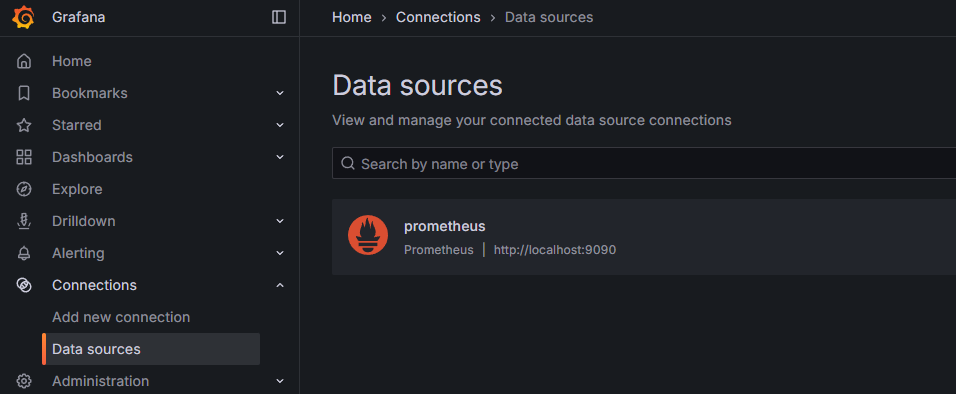 Grafana
Home › Connections › Data sources
Home
Bookmarks
Starred
Dashboards
Explore
Drilldown
Alerting
Connections
Add new connection
Data sources
Administration
Data sources
View and manage your connected data source connections
Search by name or type
prometheus
Prometheus | http://localhost:9090